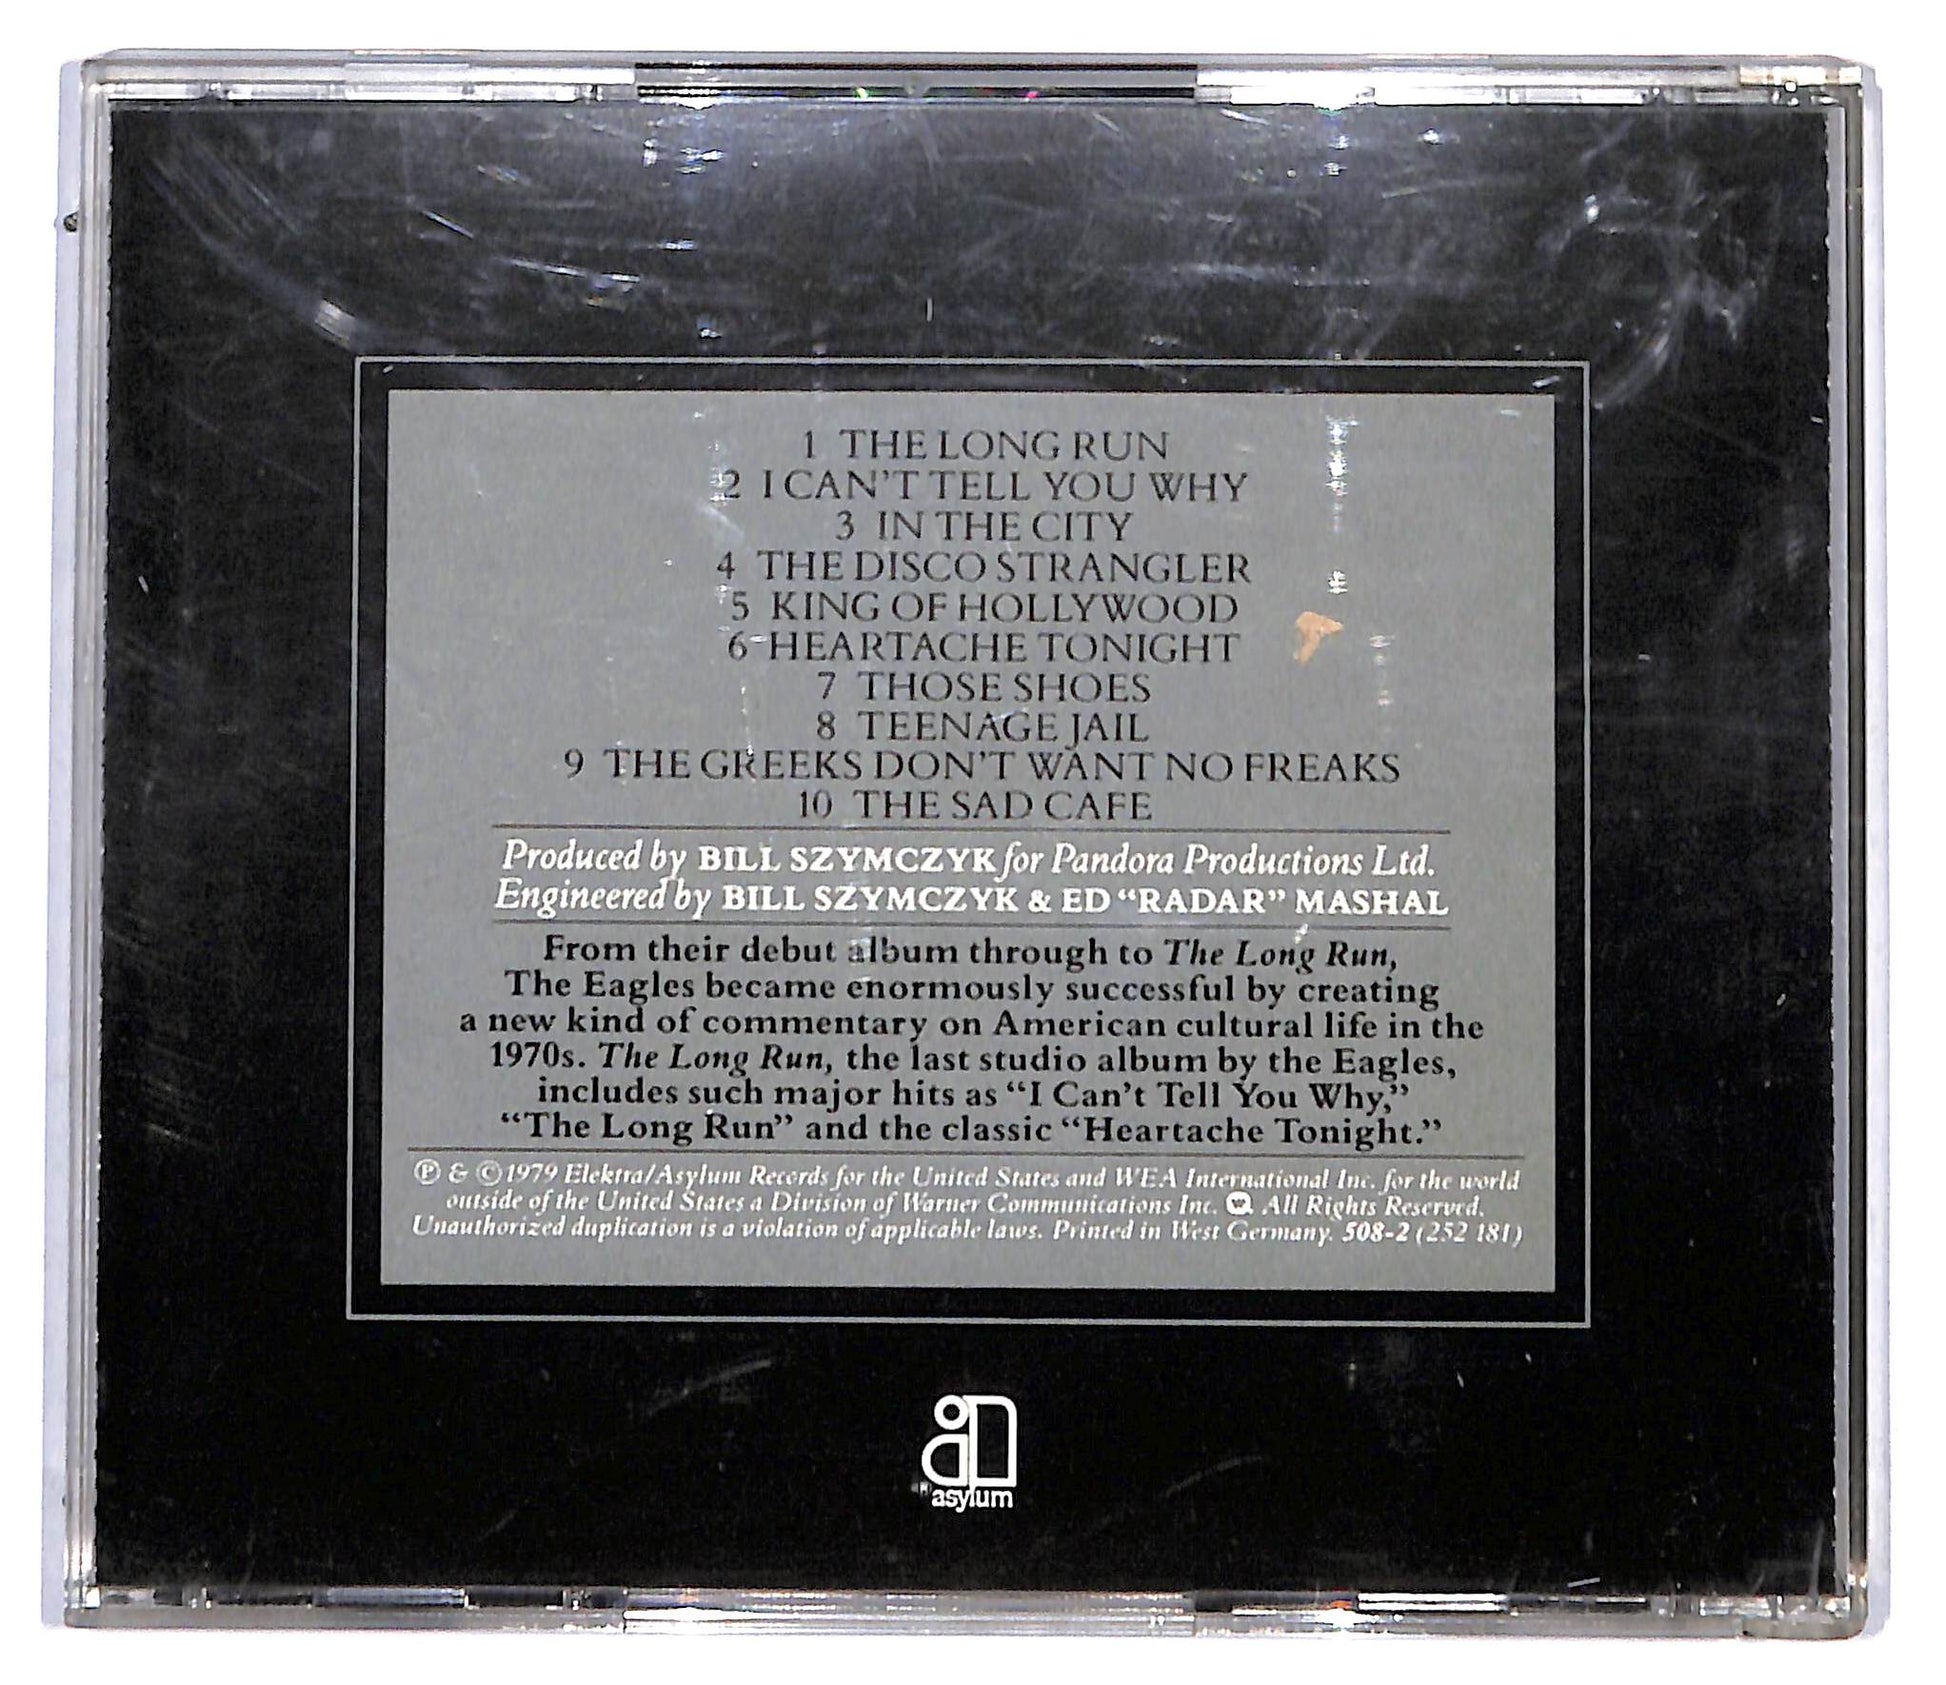 1 THE LONG RUN
2 I CAN'T TELL YOU WHY
3 IN THE CITY
4 THE DISCO STRANGLER
5 KING OF HOLLYWOOD
6 HEARTACHE TONIGHT
7 THOSE SHOES
8 TEENAGE JAIL
9 THE GREEKS DON'T WANT NO FREAKS
10 THE SAD CAFE
Produced by BILL SZYMCZYK for Pandora Productions Ltd.
Engineered by BILL SZYMCZYK & ED “RADAR” MASHAL
From their debut album through to The Long Run,
The Eagles became enormously successful by creating
a new kind of commentary on American cultural life in the
1970s. The Long Run, the last studio album by the Eagles,
includes such major hits as “I Can't Tell You Why,”
“The Long Run” and the classic “Heartache Tonight.”
Ⓟ & ©1979 Elektra/Asylum Records for the United States and WEA International Inc. for the world
outside of the United States a Division of Warner Communications Inc. All Rights Reserved.
Unauthorized duplication is a violation of applicable laws. Printed in West Germany. 508-2 (252 181)
asylum